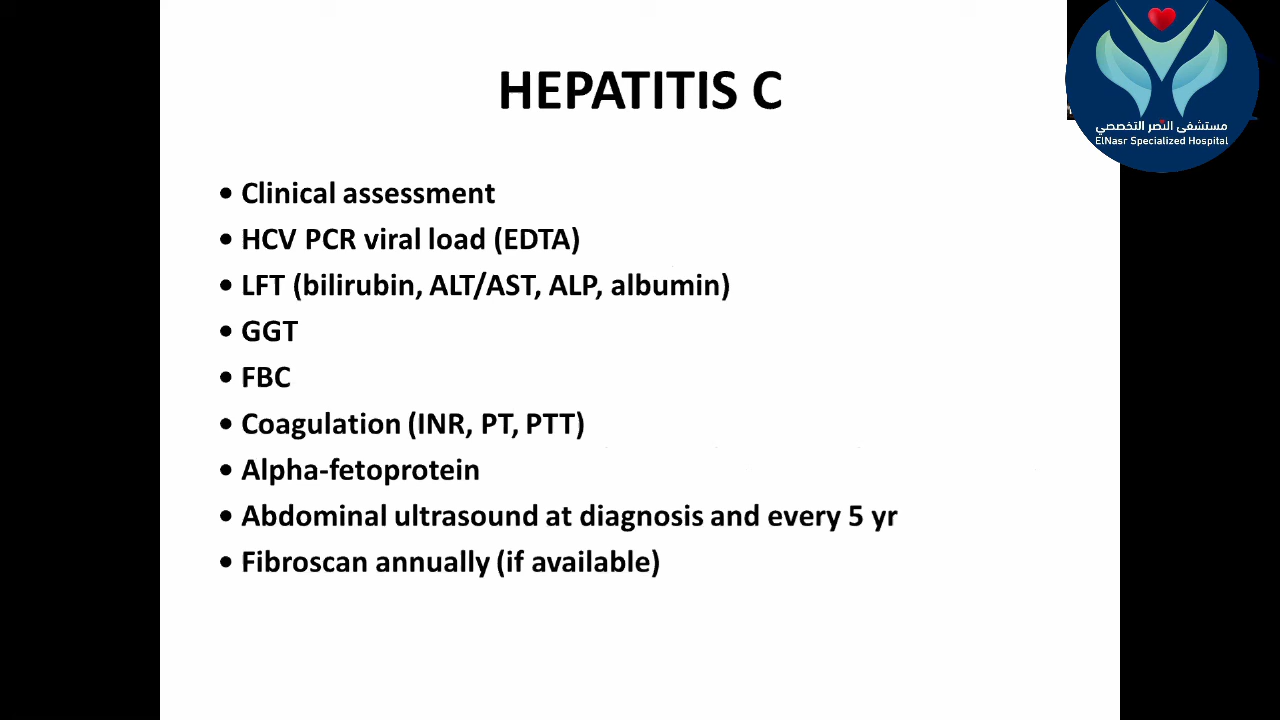 HEPATITIS C
مستشفى النصر التخصصي
ElNasr Specialized Hospital
• Clinical assessment
• HCV PCR viral load (EDTA)
• LFT (bilirubin, ALT/AST, ALP, albumin)
• GGT
• FBC
• Coagulation (INR, PT, PTT)
• Alpha-fetoprotein
• Abdominal ultrasound at diagnosis and every 5 yr
• Fibroscan annually (if available)